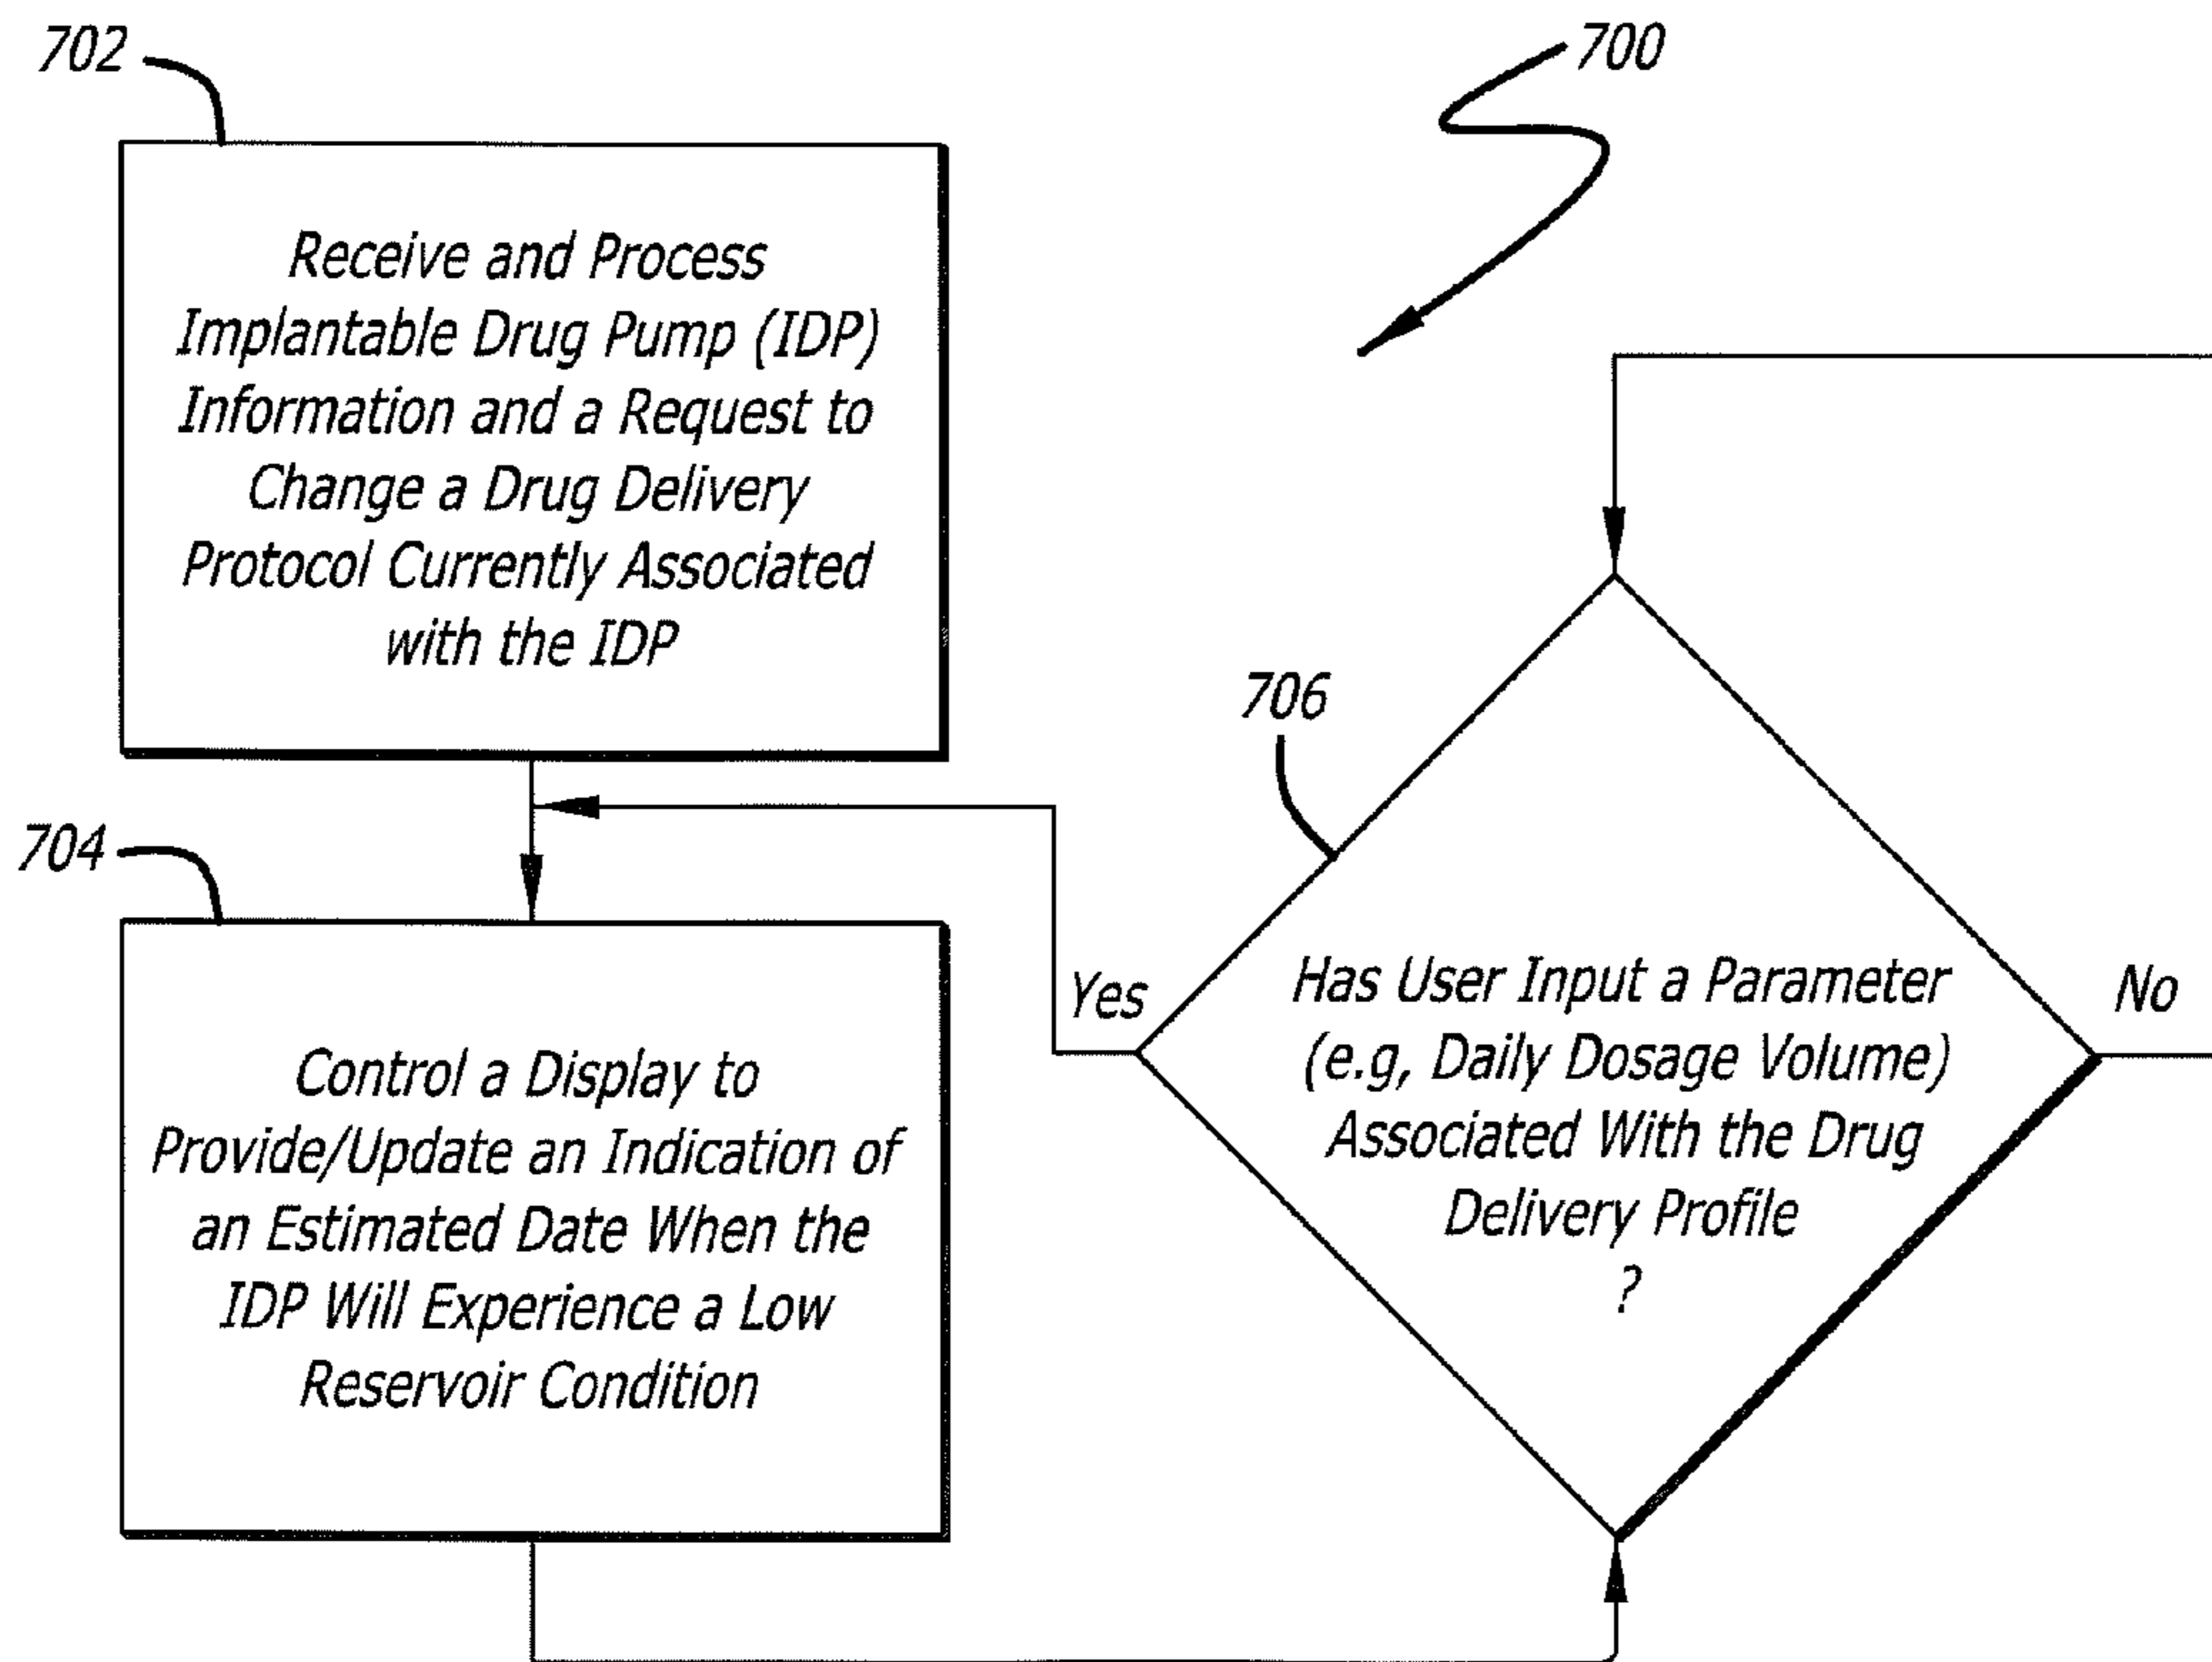 702
700
Receive and Process
Implantable Drug Pump (IDP)
Information and a Request to
Change a Drug Delivery
Protocol Currently Associated
with the IDP
706
704
Yes
No
Has User Input a Parameter
(e.g, Daily Dosage Volume)
Associated With the Drug
Delivery Profile
?
Control a Display to
Provide/Update an Indication of
an Estimated Date When the
IDP Will Experience a Low
Reservoir Condition